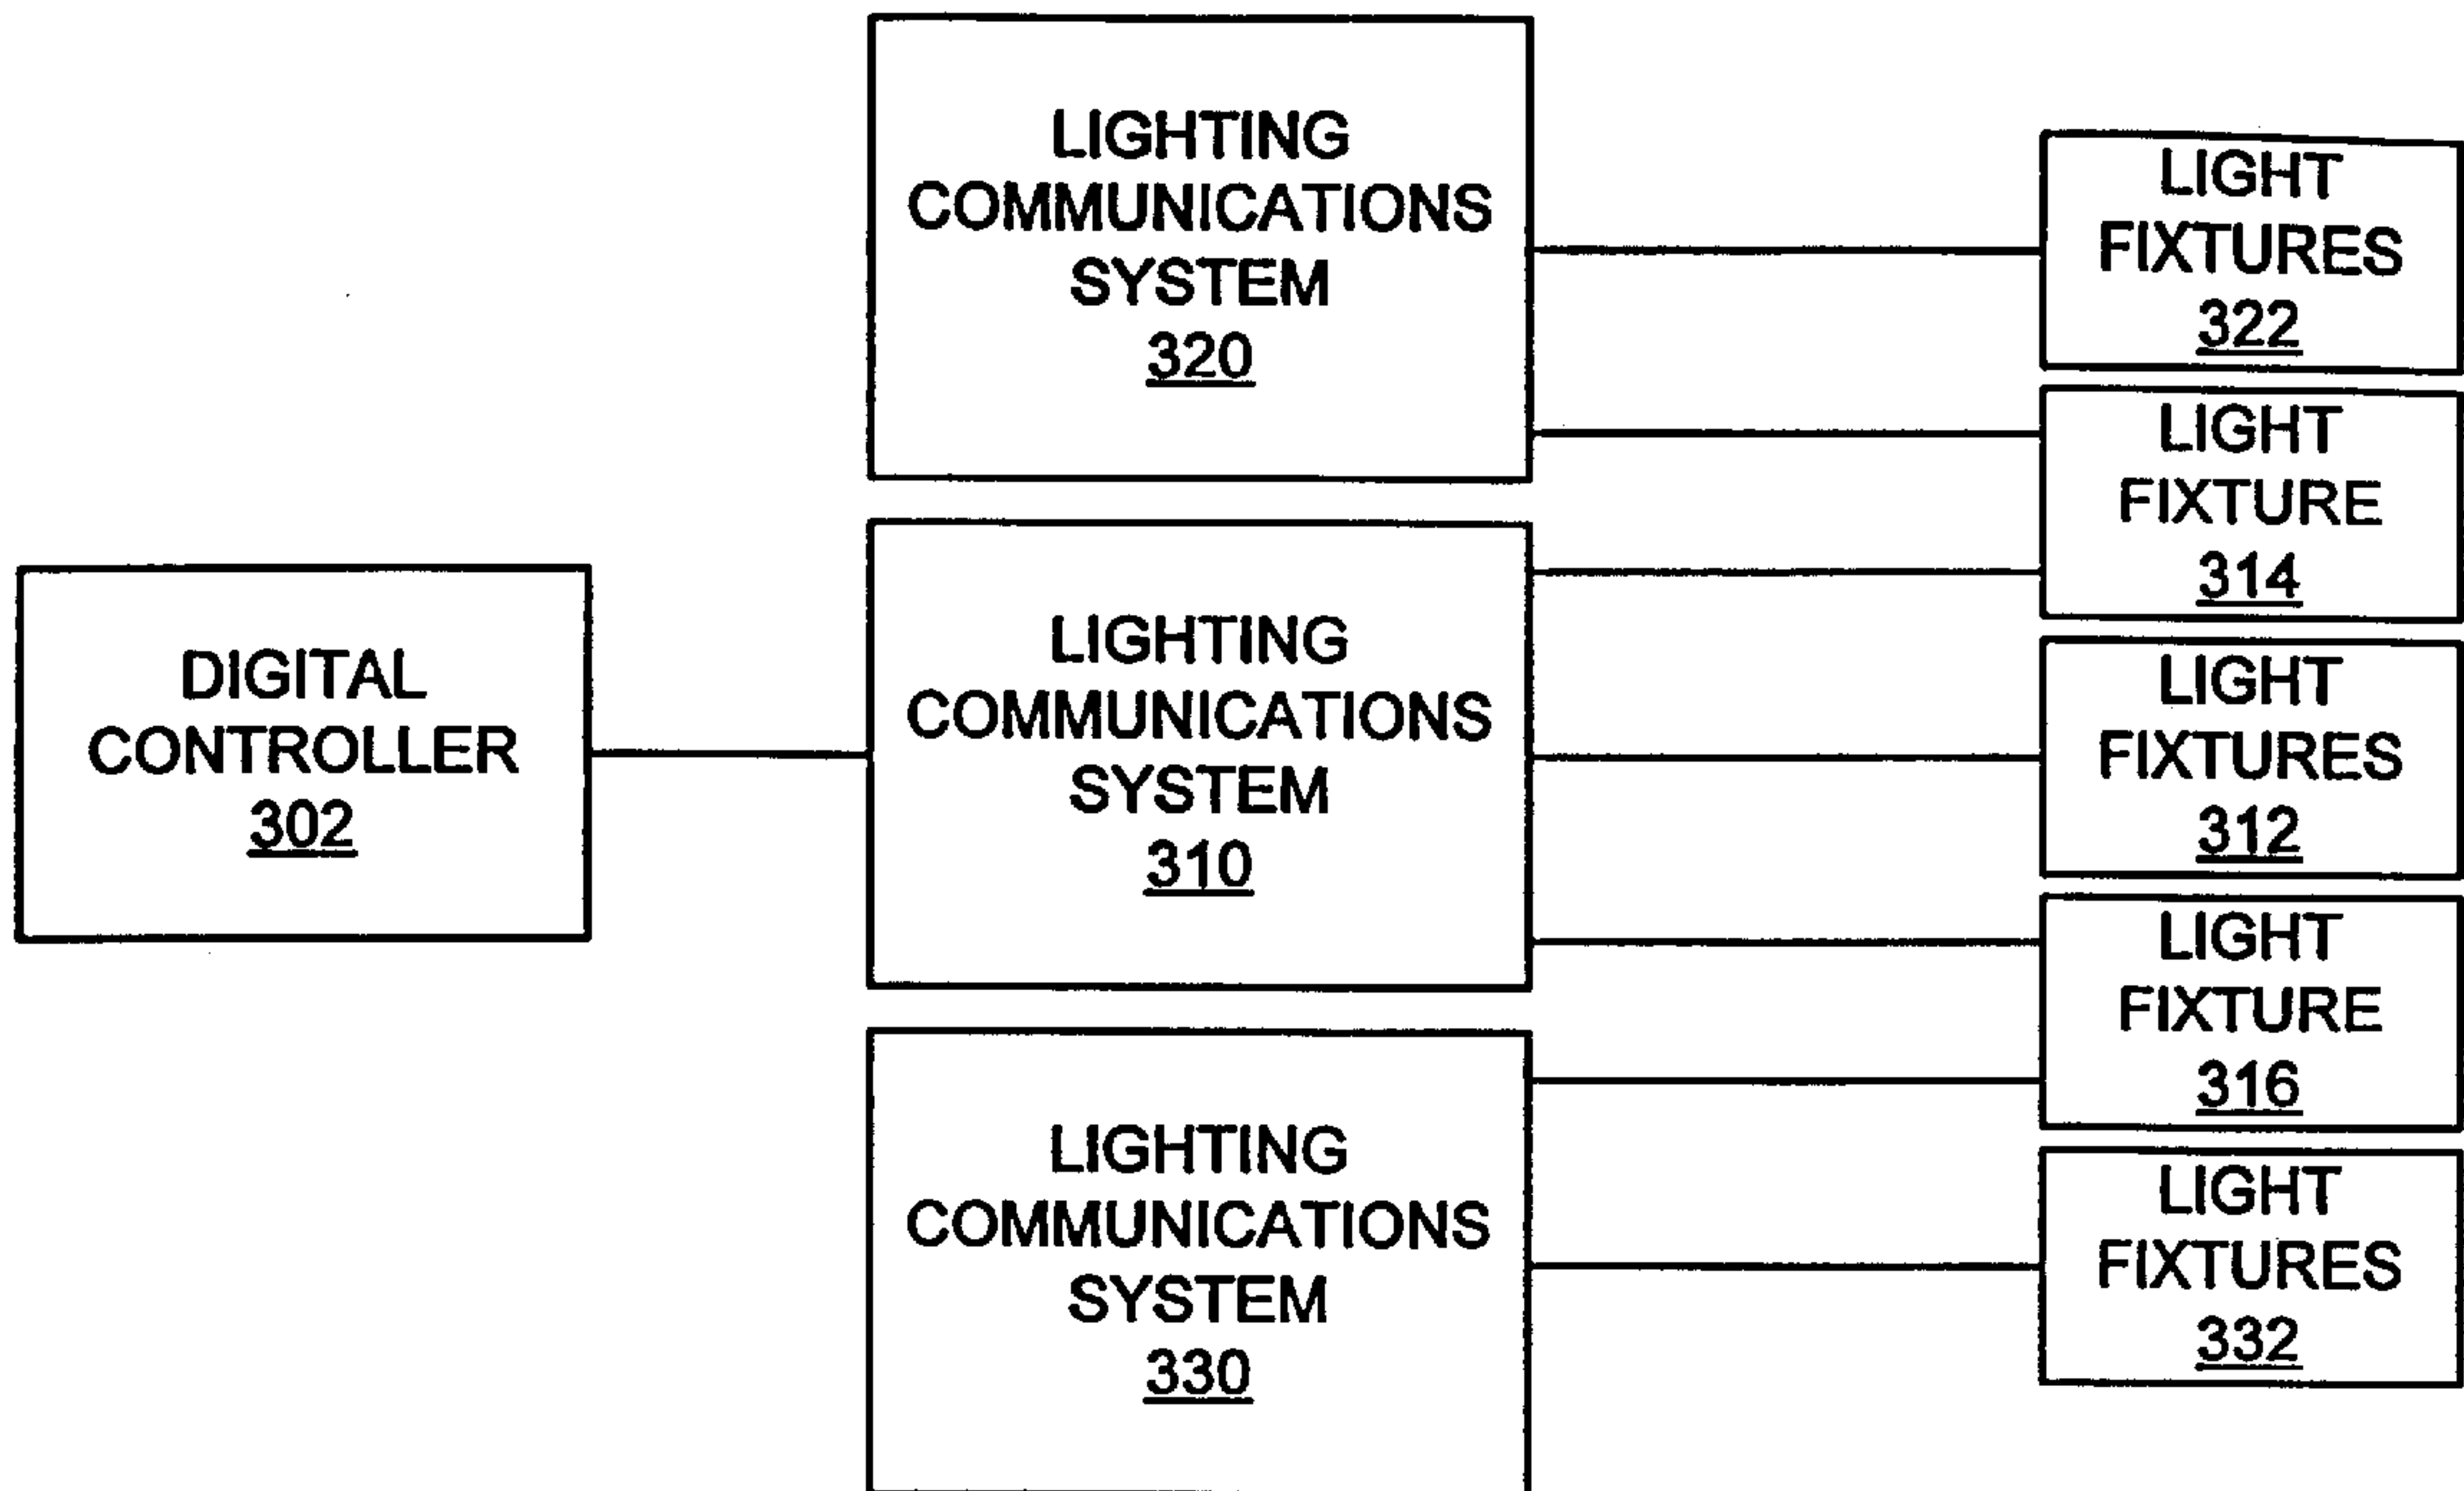 DIGITAL
CONTROLLER
302
LIGHTING
COMMUNICATIONS
SYSTEM
320
LIGHTING
COMMUNICATIONS
SYSTEM
310
LIGHTING
COMMUNICATIONS
SYSTEM
330
LIGHT
FIXTURES
322
LIGHT
FIXTURE
314
LIGHT
FIXTURES
312
LIGHT
FIXTURE
316
LIGHT
FIXTURES
332